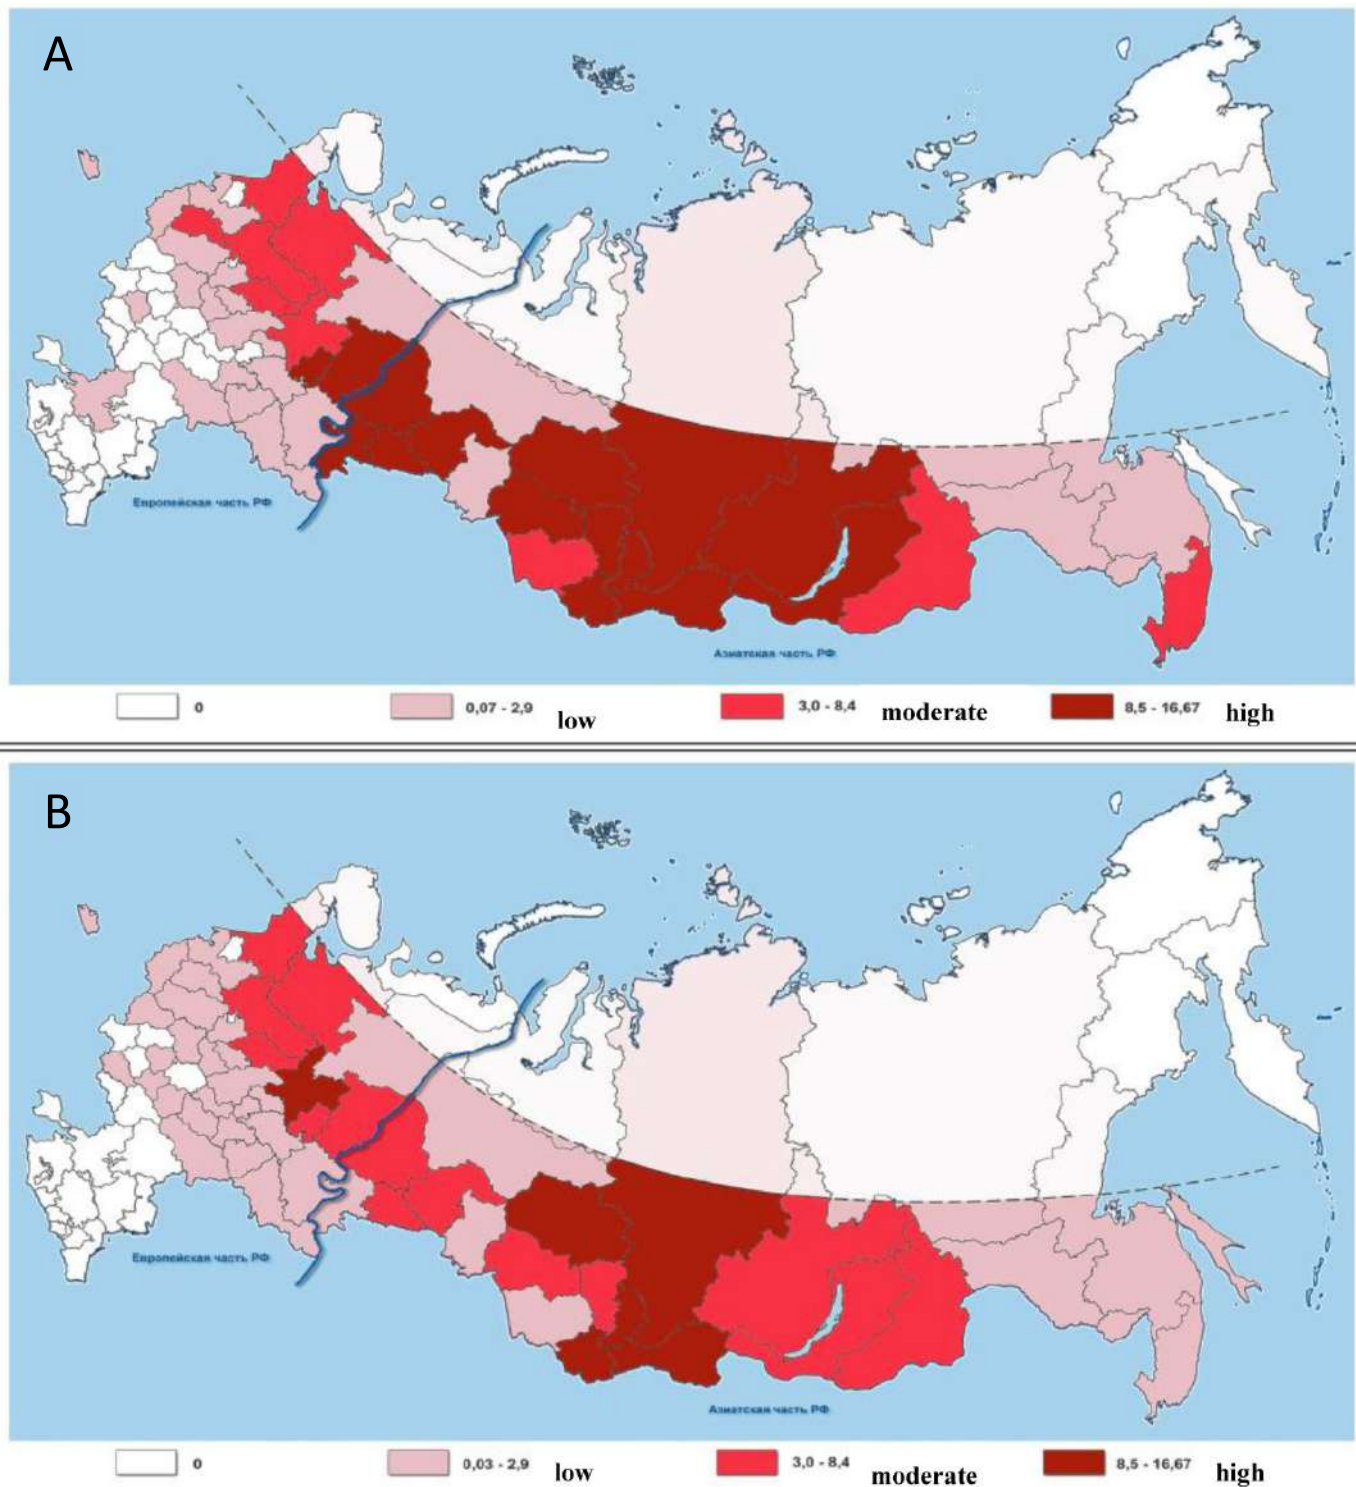 A
Европейская часть РФ
Азиатская часть РФ
0
0,07 - 2,9
low
3,0 - 8,4
moderate
8,5 - 16,67
high
B
Европейская часть РФ
Азиатская часть РФ
0
0,03 - 2,9
low
3,0 - 8,4
moderate
8,5 - 16,67
high